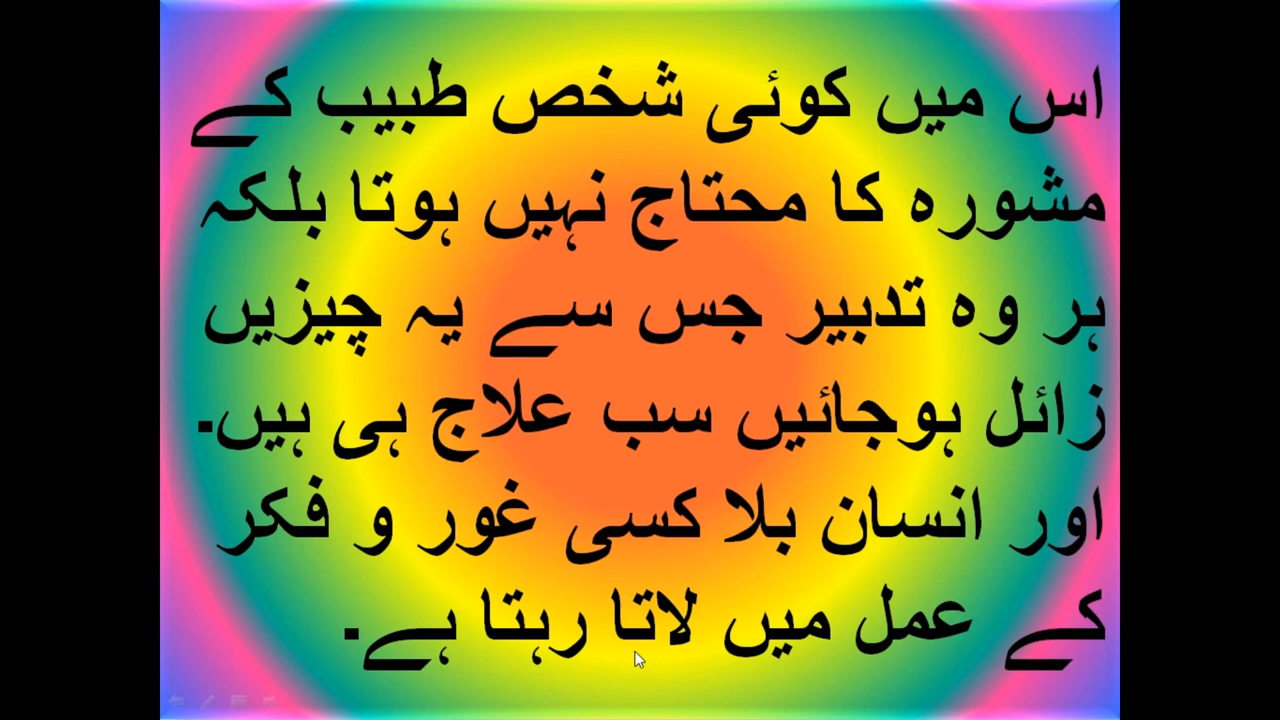 اس میں کوئی شخص طبیب کے
مشورہ کا محتاج نہیں ہوتا بلکہ
ہر وہ تدبیر جس سے یہ چیزیں
زائل ہوجائیں سب علاج ہی ہیں۔
اور انسان بلا کسی غور و فکر
کے عمل میں لاتا رہتا ہے۔